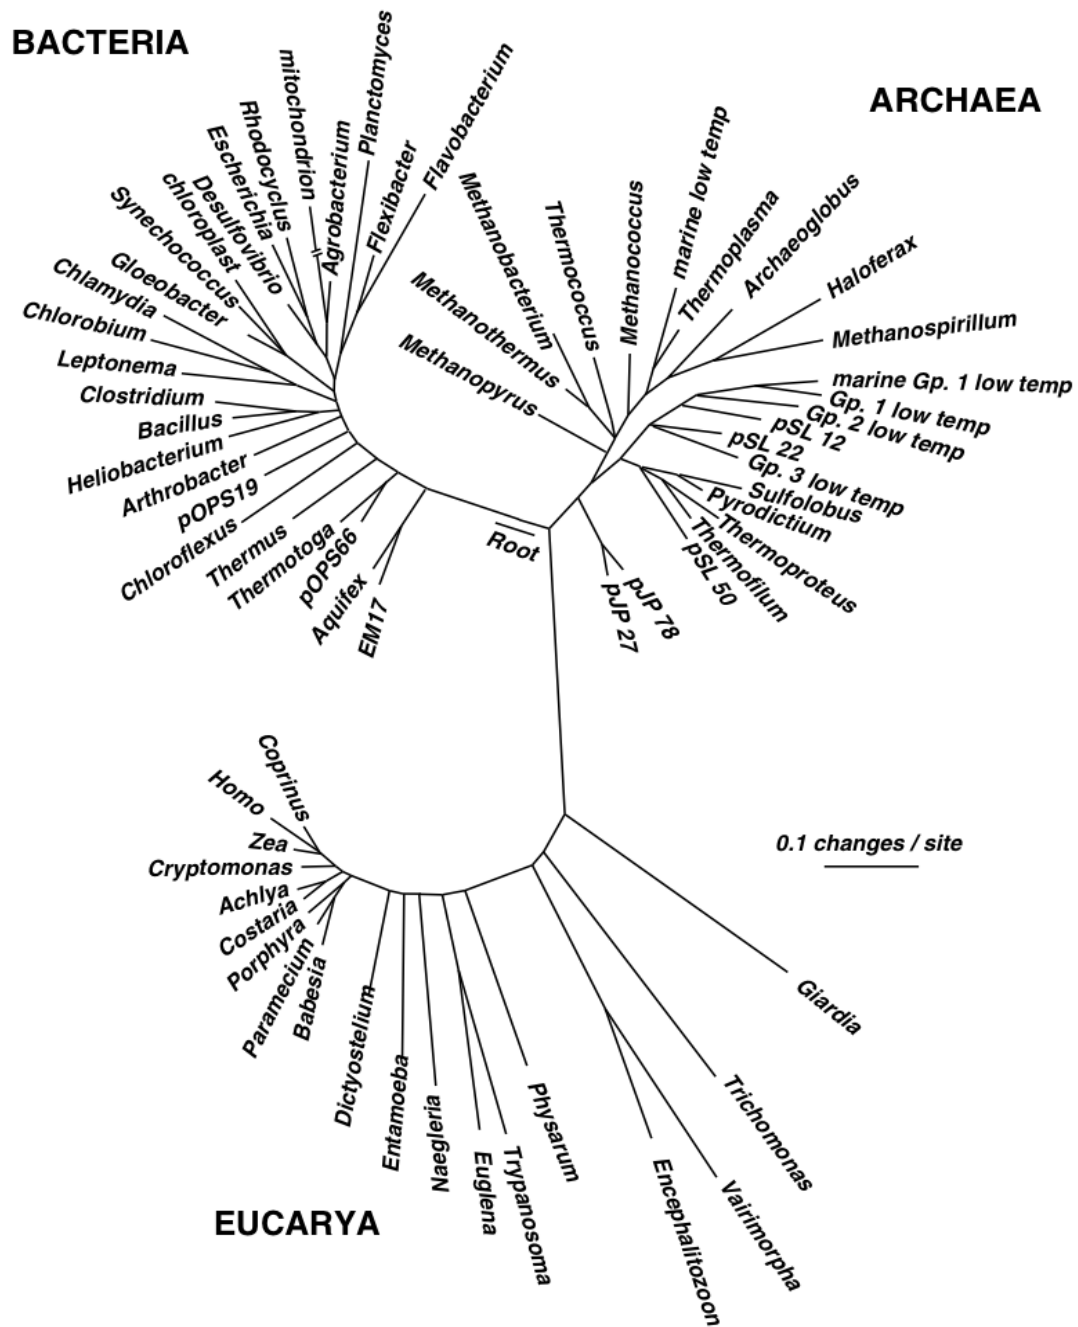 BACTERIA
ARCHAEA
Planctomyces
mitochondrion
Flavobacterium
Rhodocyclus
Agrobacterium
Escherichia
Flexibacter
Desulfovibrio
chloroplast
Synechococcus
Gloeobacter
Chlamydia
Chlorobium
Leptonema
Clostridium
Bacillus
Heliobacterium
Arthrobacter
pOPS19
Chloroflexus
Thermus
Thermotoga
pOPS66
Aquifex
EM17
Root
Methanopyrus
Methanothermus
Methanobacterium
Thermococcus
Methanococcus
marine low temp
Thermoplasma
Archaeoglobus
Haloferax
Methanospirillum
marine Gp. 1 low temp
Gp. 1 low temp
Gp. 2 low temp
pSL 12
pSL 22
Gp. 3 low temp
Sulfolobus
Pyrodictium
Thermoproteus
Thermofilum
pSL 50
pJP 78
pJP 27
Coprinus
Homo
Zea
Cryptomonas
Achlya
Costaria
Porphyra
Paramecium
Babesia
Dictyostelium
Entamoeba
Naegleria
Euglena
Trypanosoma
Physarum
Encephalitozoon
Vairimorpha
Trichomonas
Giardia
0.1 changes / site
EUCARYA